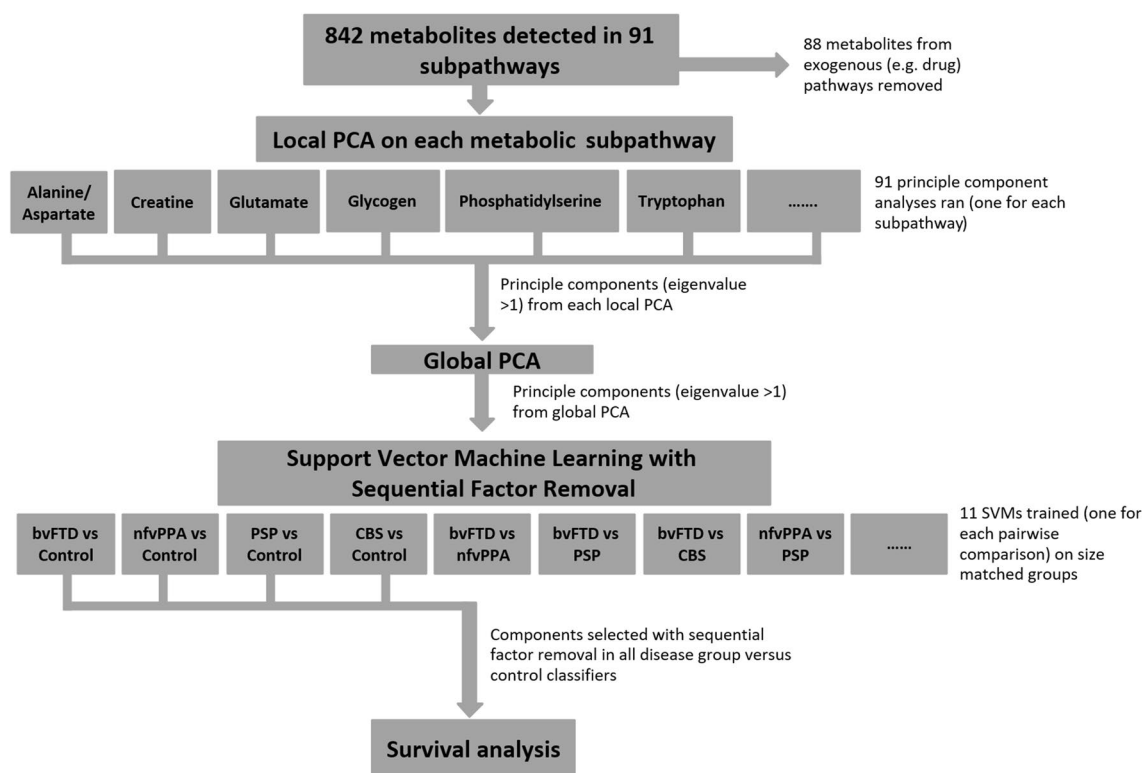 842 metabolites detected in 91
subpathways
88 metabolites from
exogenous (e.g. drug)
pathways removed
Local PCA on each metabolic subpathway
Alanine/
Aspartate
Creatine
Glutamate
Glycogen
Phosphatidylserine
Tryptophan
.......
91 principle component
analyses ran (one for each
subpathway)
Principle components (eigenvalue
>1) from each local PCA
Global PCA
Principle components (eigenvalue >1)
from global PCA
Support Vector Machine Learning with
Sequential Factor Removal
bvFTD vs
Control
nfvPPA vs
Control
PSP vs
Control
CBS vs
Control
bvFTD vs
nfvPPA
bvFTD vs
PSP
bvFTD vs
CBS
nfvPPA vs
PSP
......
11 SVMs trained (one for
each pairwise
comparison) on size
matched groups
Components selected with sequential
factor removal in all disease group versus
control classifiers
Survival analysis